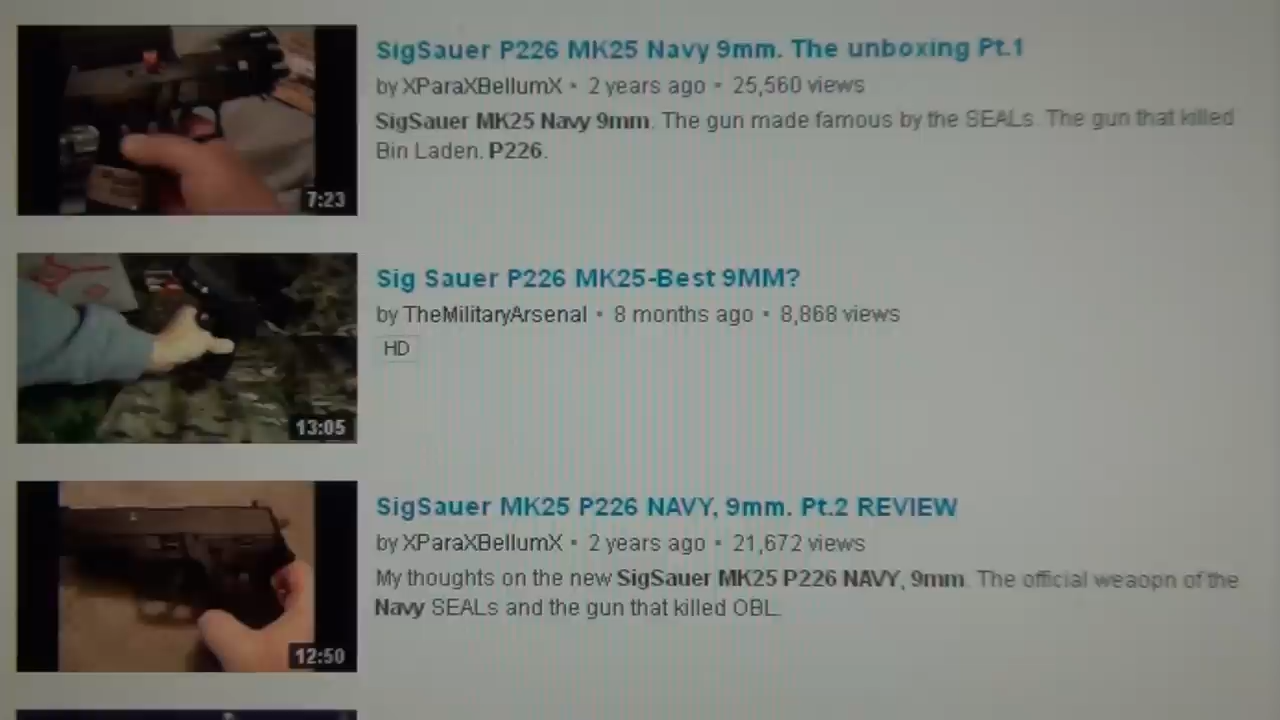 SigSauer P226 MK25 Navy 9mm. The unboxing Pt.1
by XParaXBellumX • 2 years ago • 25,560 views
SigSauer MK25 Navy 9mm. The gun made famous by the SEALs. The gun that killed
Bin Laden. P226.
7:23
Sig Sauer P226 MK25-Best 9MM?
by TheMilitaryArsenal • 8 months ago • 8,868 views
HD
13:05
SigSauer MK25 P226 NAVY, 9mm. Pt.2 REVIEW
by XParaXBellumX • 2 years ago • 21,672 views
My thoughts on the new SigSauer MK25 P226 NAVY, 9mm. The official weaopn of the
Navy SEALs and the gun that killed OBL.
12:50